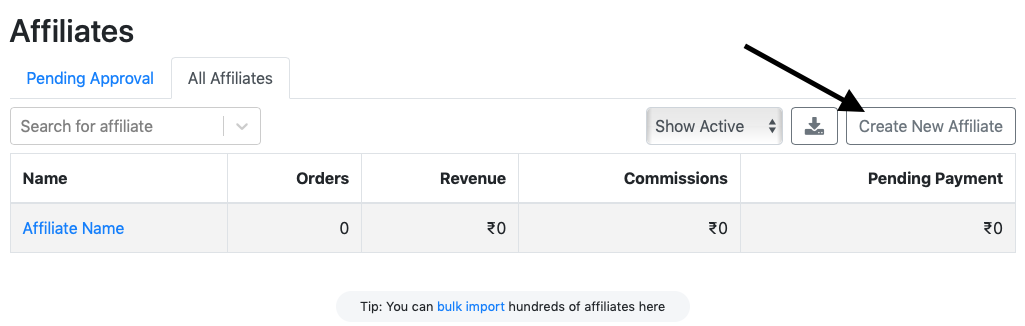 Affiliates
Pending Approval All Affiliates
Search for affiliate Show Active Create New Affiliate
Name Orders Revenue Commissions Pending Payment
Affiliate Name 0 ₹0 ₹0 ₹0
Tip: You can bulk import hundreds of affiliates here